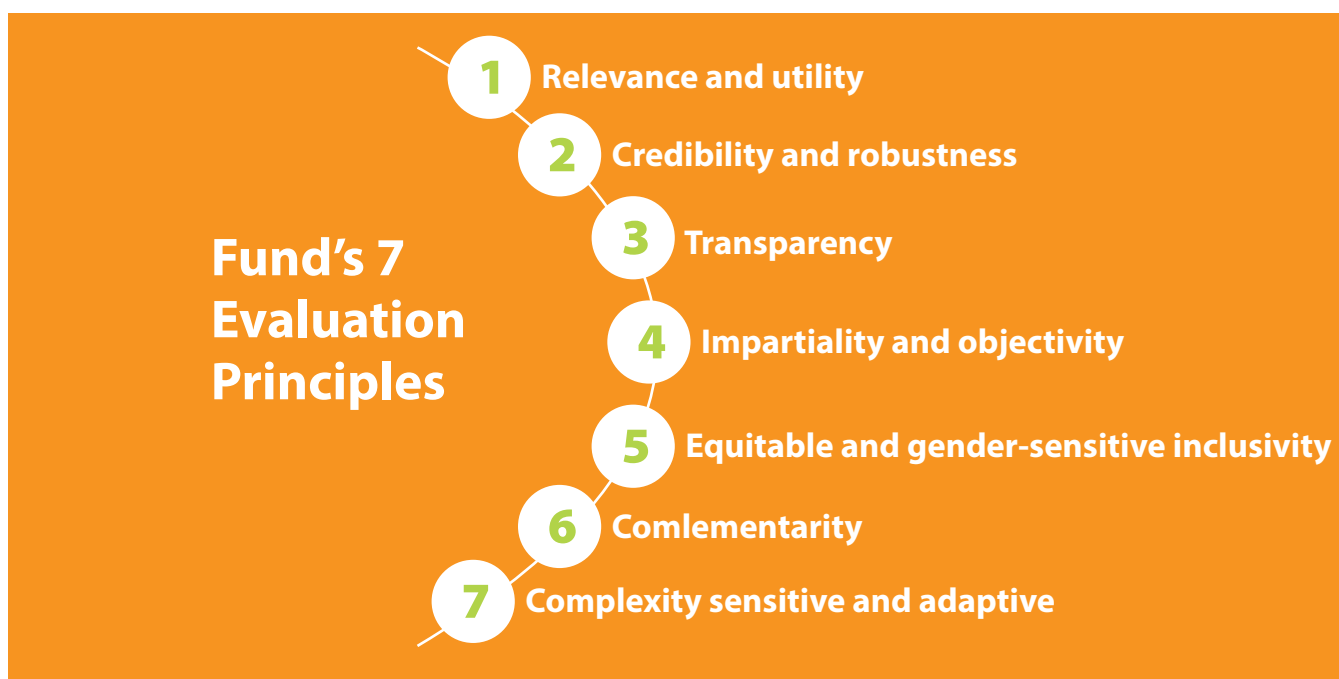 Fund's 7
Evaluation
Principles
1 Relevance and utility
2 Credibility and robustness
3 Transparency
4 Impartiality and objectivity
5 Equitable and gender-sensitive inclusivity
6 Comlementarity
7 Complexity sensitive and adaptive